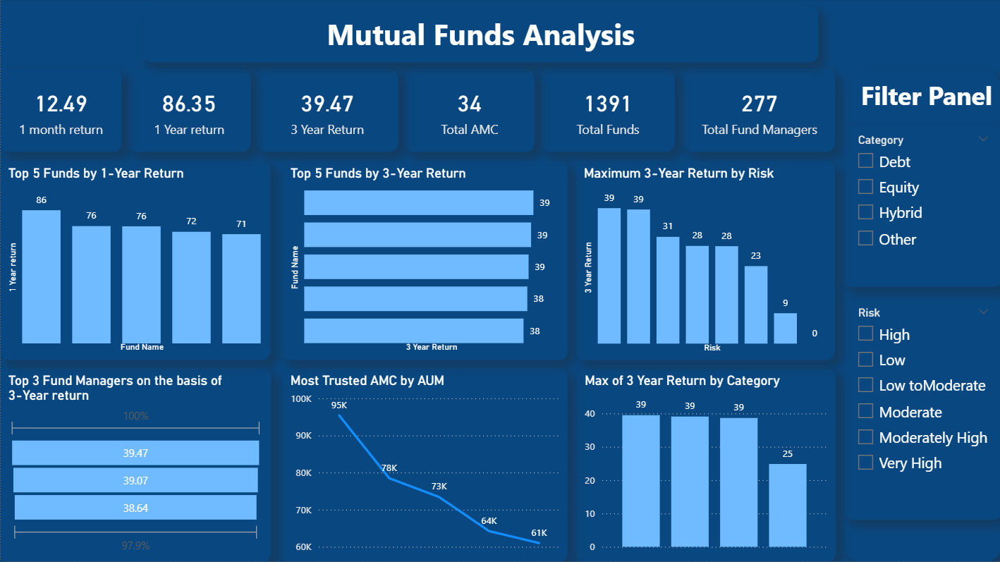 Mutual Funds Analysis
12.49
1 month return
86.35
1 Year return
39.47
3 Year Return
34
Total AMC
1391
Total Funds
277
Total Fund Managers
Filter Panel
Category
Debt
Equity
Hybrid
Other
Risk
High
Low
Low toModerate
Moderate
Moderately High
Very High
Top 5 Funds by 1-Year Return
1 Year return
86
76
76
72
71
Fund Name
Top 5 Funds by 3-Year Return
Fund Name
39
39
39
38
38
3 Year Return
Maximum 3-Year Return by Risk
3 Year Return
39
39
31
28
28
23
9
0
Risk
Top 3 Fund Managers on the basis of
3-Year return
100%
39.47
39.07
38.64
97.9%
Most Trusted AMC by AUM
100K
90K
80K
70K
60K
95K
78K
73K
64K
61K
Max of 3 Year Return by Category
40
30
20
10
0
39
39
39
25